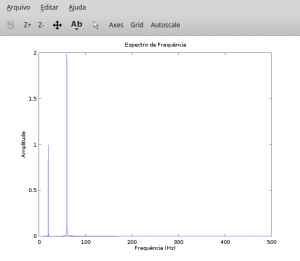 Arquivo Editar Ajuda
Z+ Z- Ab Axes Grid Autoscale
Espectro de Frequência
2
1.5
1
0.5
0
0 100 200 300 400 500
Amplitude
Frequência (Hz)